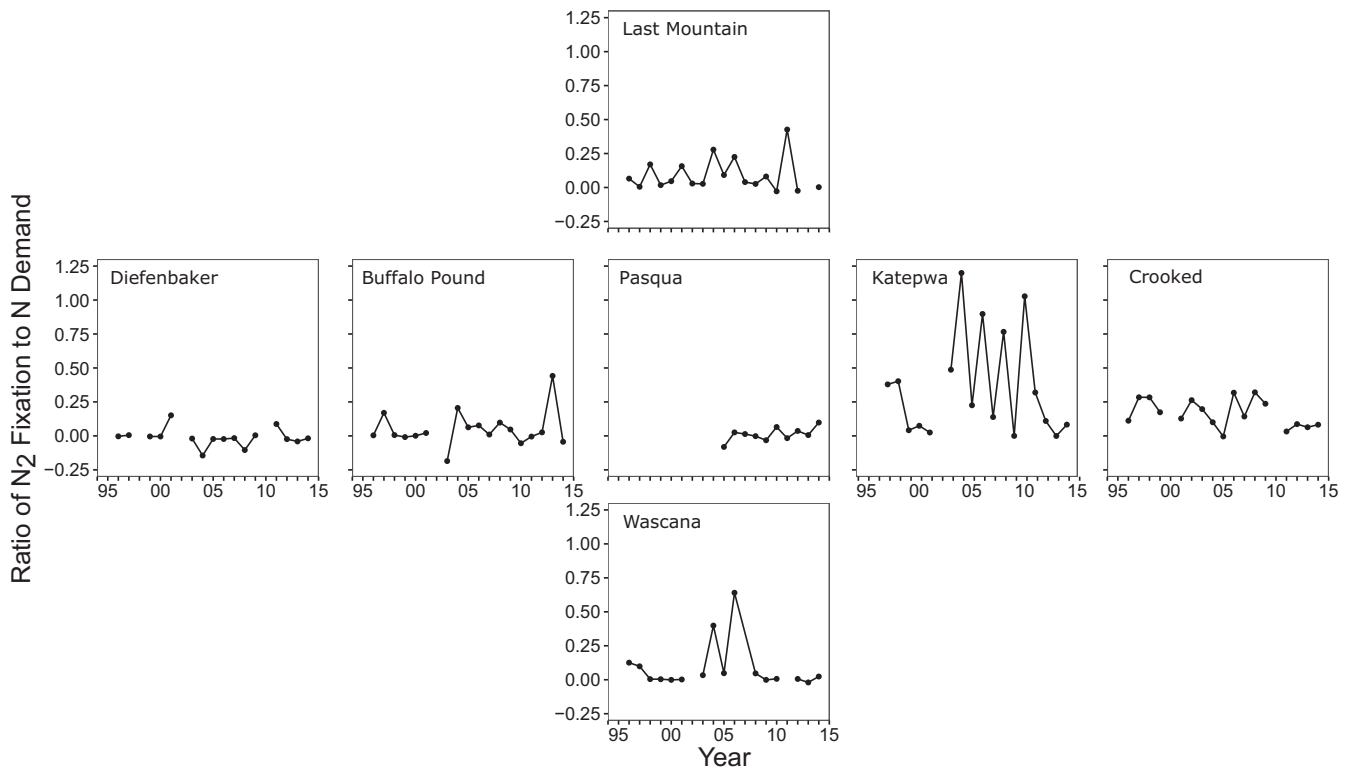 Last Mountain
1.25
1.00
0.75
0.50
0.25
0.00
−0.25
Ratio of N2 Fixation to N Demand
Diefenbaker
1.25
1.00
0.75
0.50
0.25
0.00
−0.25
95 00 05 10 15
Buffalo Pound
95 00 05 10 15
Pasqua
Katepwa
95 00 05 10 15
Crooked
95 00 05 10 15
Wascana
1.25
1.00
0.75
0.50
0.25
0.00
−0.25
95 00 05 10 15
Year